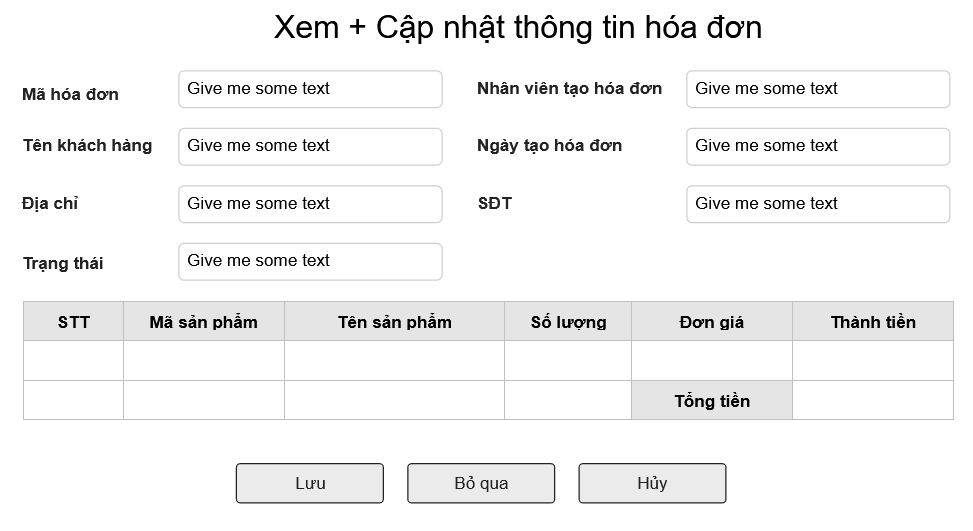 Xem + Cập nhật thông tin hóa đơn
Mã hóa đơn Give me some text Nhân viên tạo hóa đơn Give me some text
Tên khách hàng Give me some text Ngày tạo hóa đơn Give me some text
Địa chỉ Give me some text SĐT Give me some text
Trạng thái Give me some text
STT Mã sản phẩm Tên sản phẩm Số lượng Đơn giá Thành tiền
Tổng tiền
Lưu Bỏ qua Hủy